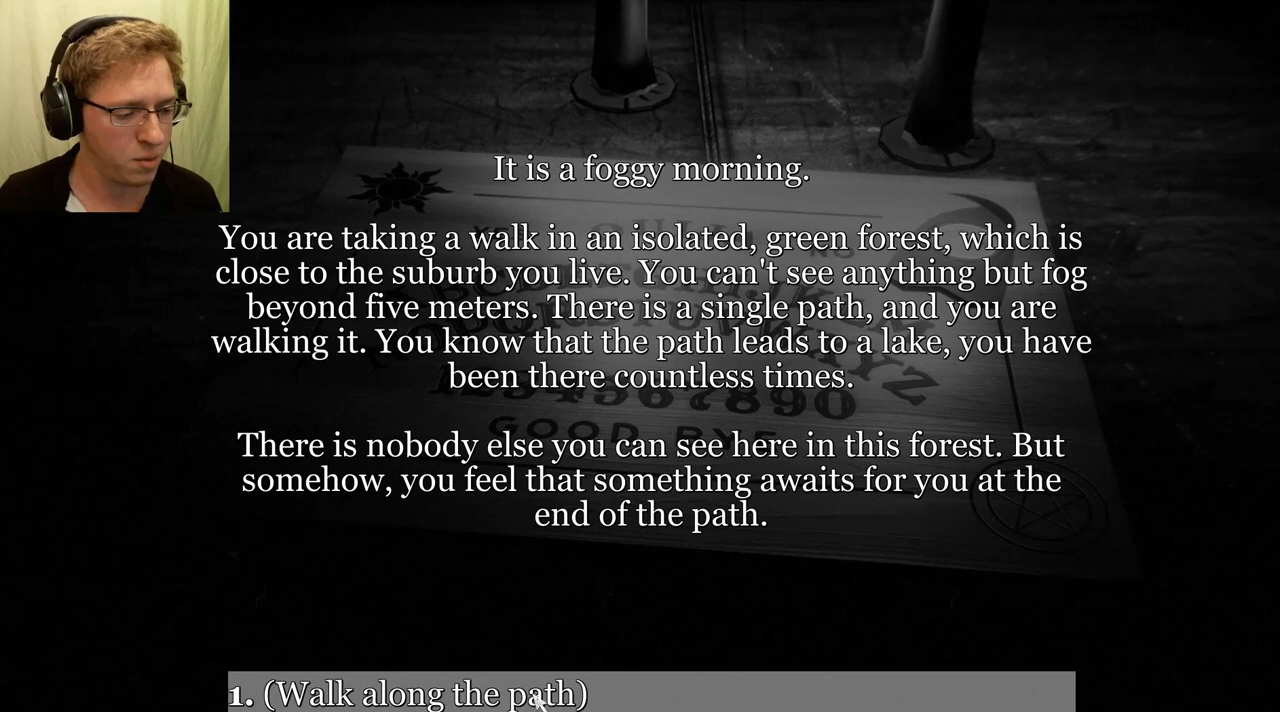 It is a foggy morning.
You are taking a walk in an isolated, green forest, which is
close to the suburb you live. You can't see anything but fog
beyond five meters. There is a single path, and you are
walking it. You know that the path leads to a lake, you have
been there countless times.
1234567890
GOOD BYE
There is nobody else you can see here in this forest. But
somehow, you feel that something awaits for you at the
end of the path.
1. (Walk along the path)